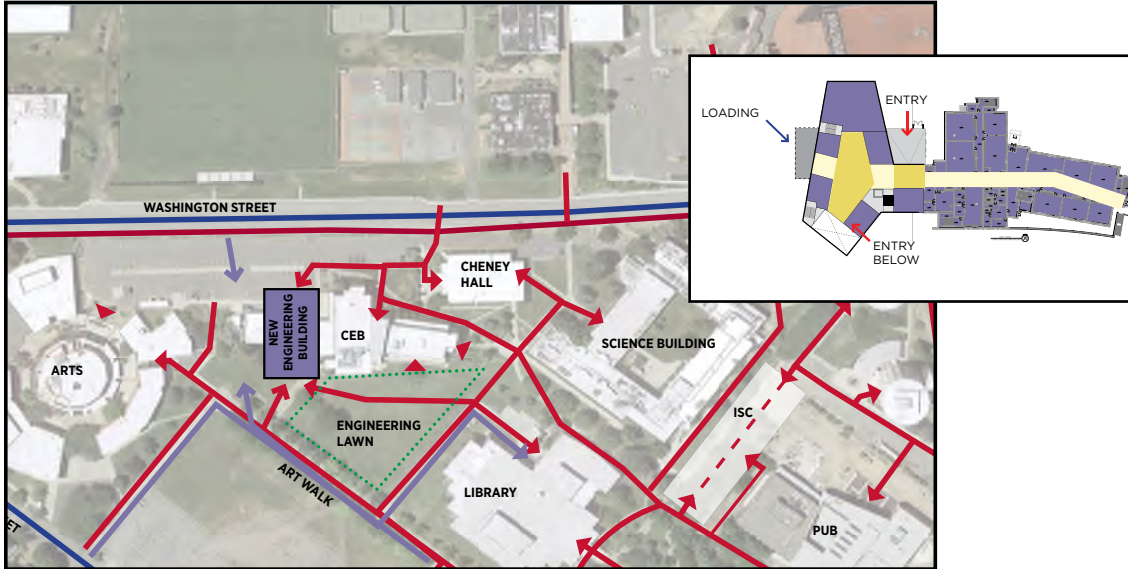 WASHINGTON STREET
CHENEY
HALL
NEW
ENGINEERING
BUILDING
CEB
SCIENCE BUILDING
ARTS
ISC
ENGINEERING
LAWN
ART WALK
LIBRARY
PUB
ENTRY
LOADING
ENTRY
BELOW